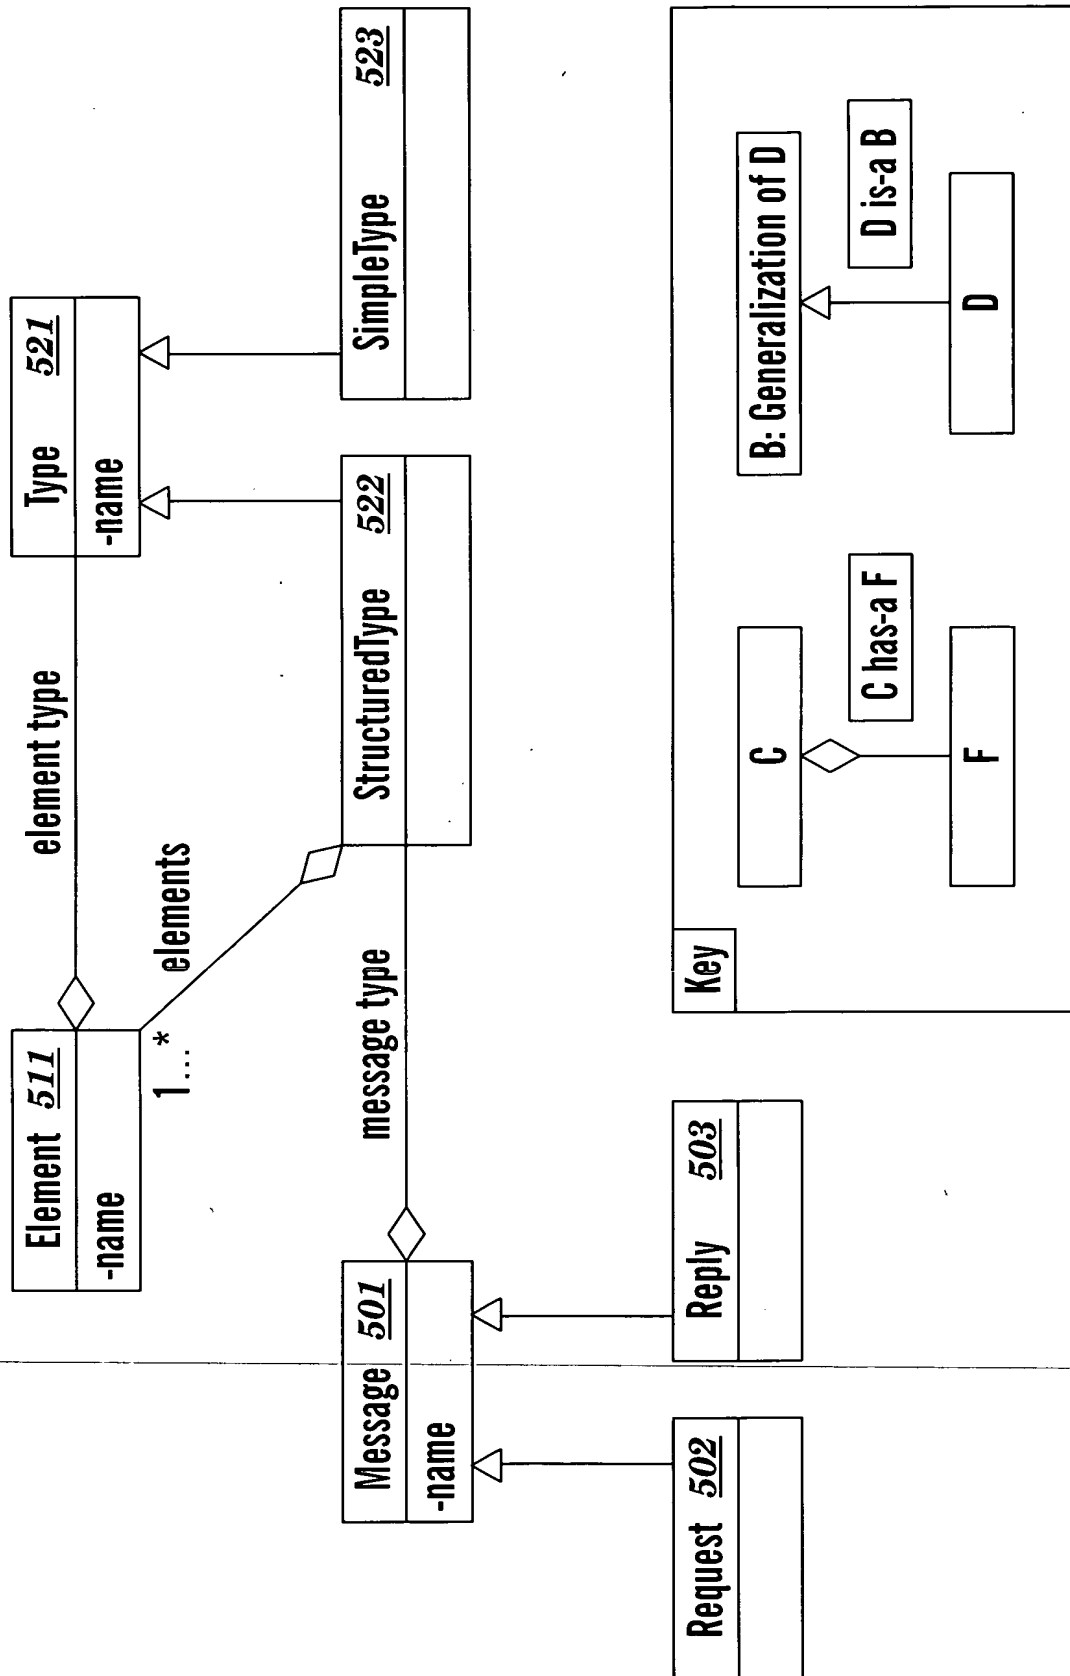 Element 511
-name
element type
Type 521
-name
1...*
elements
Message 501
-name
message type
StructuredType 522
SimpleType 523
Request 502
Reply 503
Key
C
C has-a F
F
B: Generalization of D
D is-a B
D